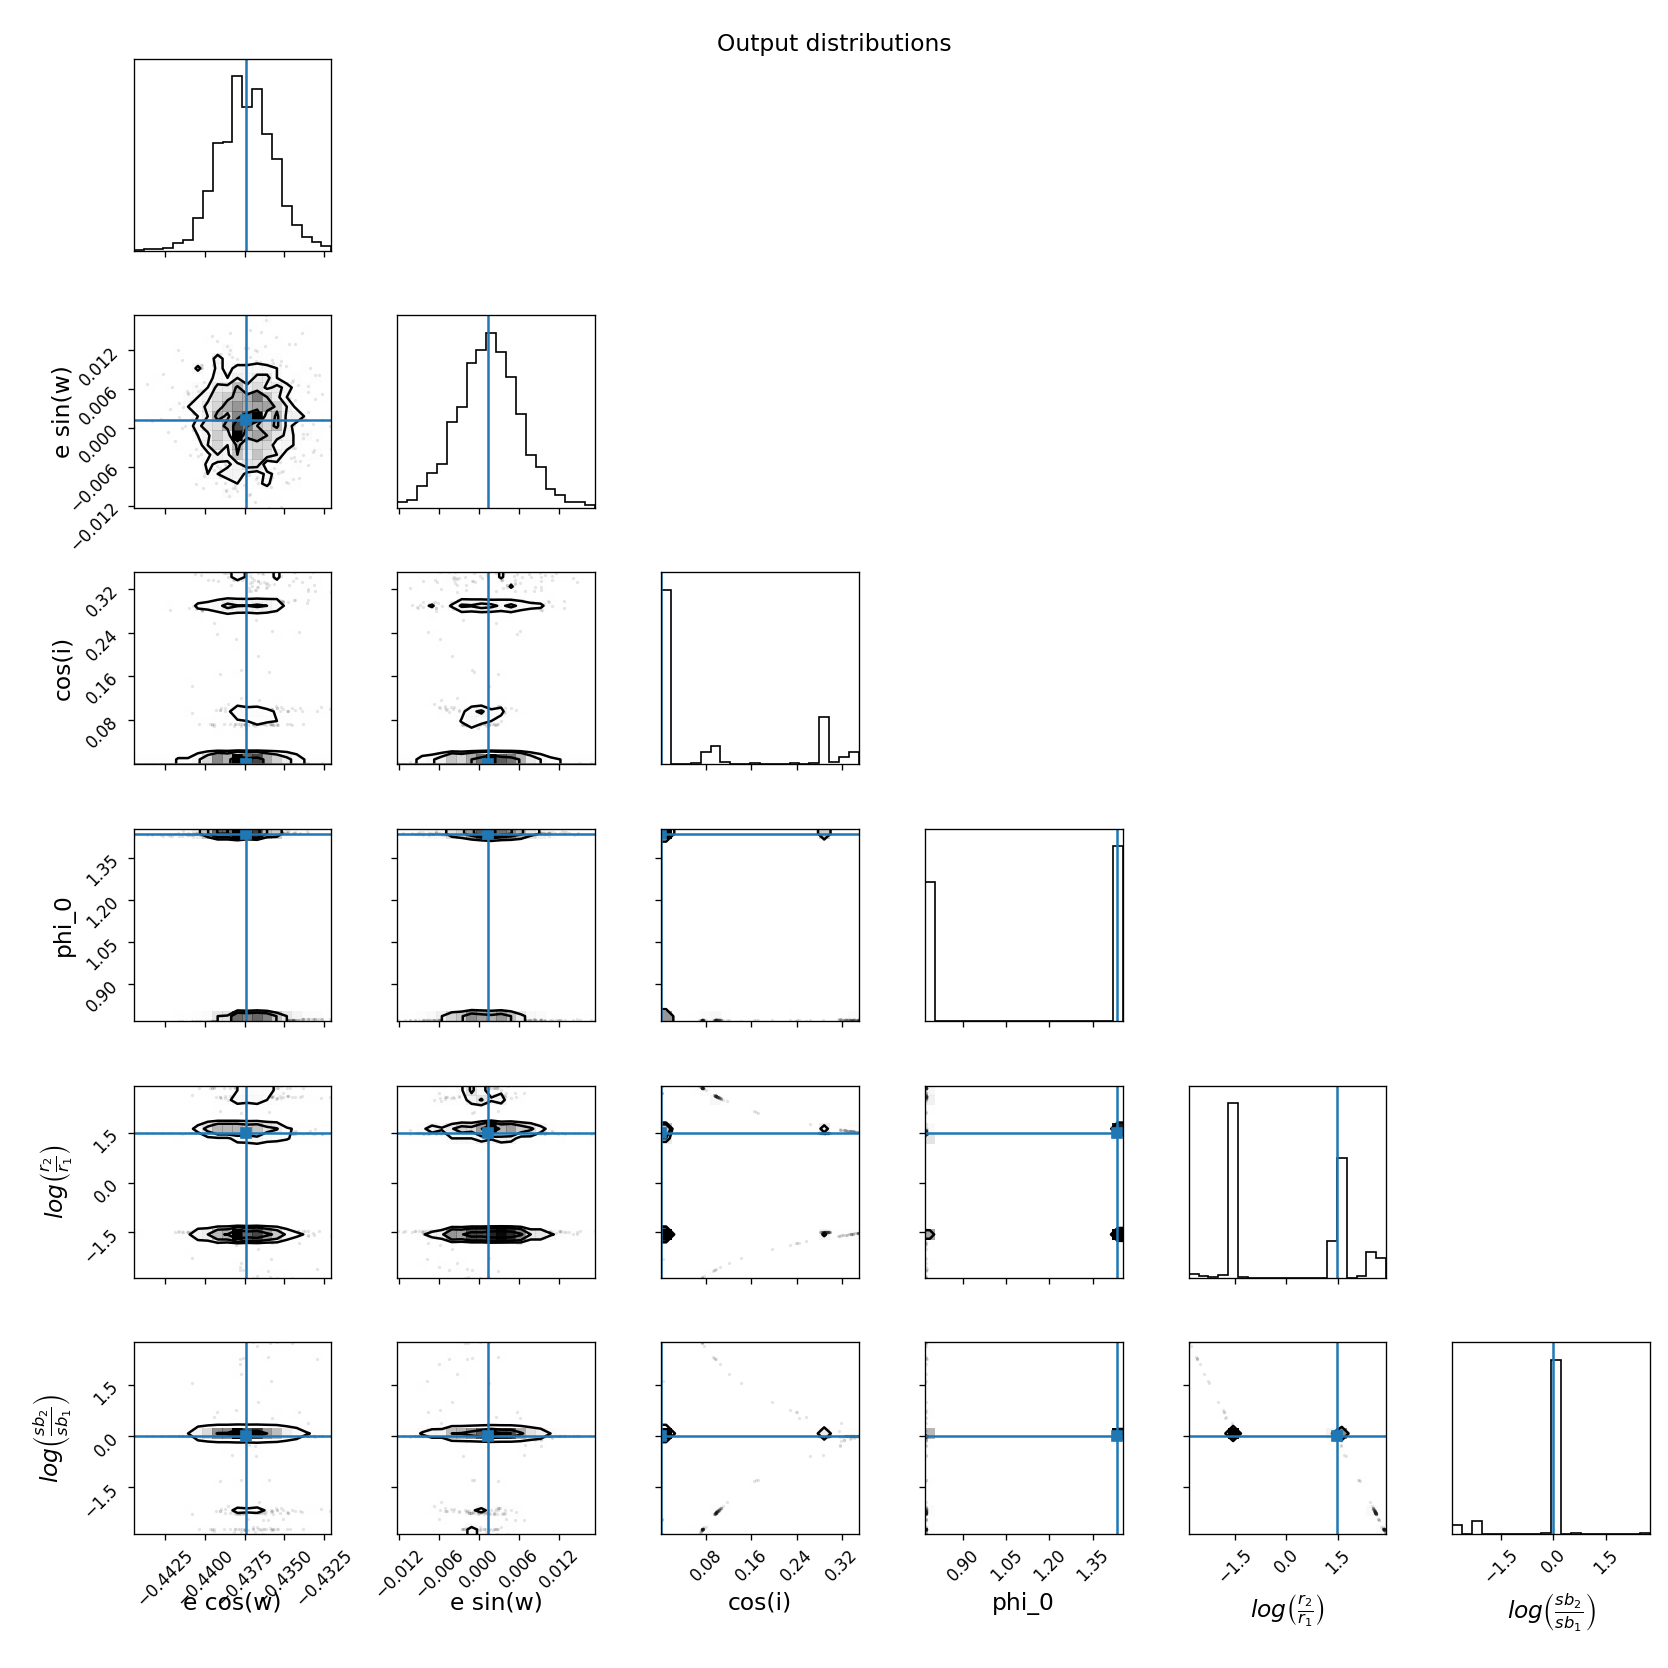 Output distributions
e sin(w)
0.012
0.006
0.000
−0.006
−0.012
cos(i)
0.32
0.24
0.16
0.08
phi_0
1.35
1.20
1.05
0.90
log(r₂/r₁)
1.5
0.0
−1.5
log(sb₂/sb₁)
1.5
0.0
−1.5
−0.4425 −0.4400 −0.4375 −0.4350 −0.4325 −0.012 −0.006 0.000 0.006 0.012 0.08 0.16 0.24 0.32 0.90 1.05 1.20 1.35 −1.5 0.0 1.5 −1.5 0.0 1.5
e cos(w) e sin(w) cos(i) phi_0 log(r₂/r₁) log(sb₂/sb₁)